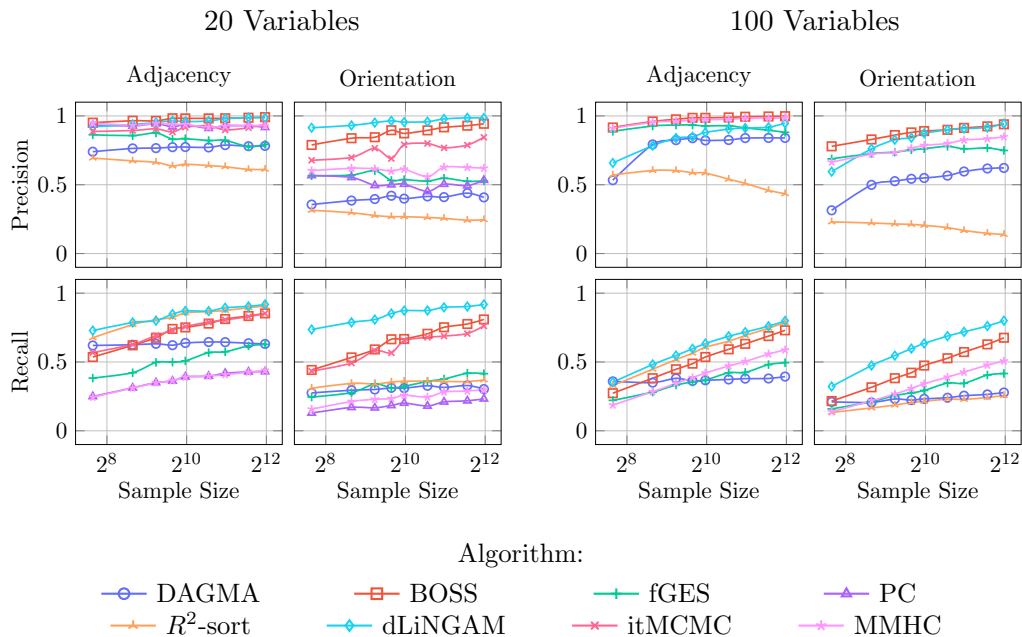 20 Variables 100 Variables
Adjacency Orientation Adjacency Orientation
Precision
1
0.5
0
1
0.5
0
Recall
1
0.5
0
1
0.5
0
2^8 2^10 2^12 2^8 2^10 2^12 2^8 2^10 2^12 2^8 2^10 2^12
Sample Size Sample Size Sample Size Sample Size
Algorithm:
DAGMA BOSS fGES PC
R^2-sort dLiNGAM itMCMC MMHC